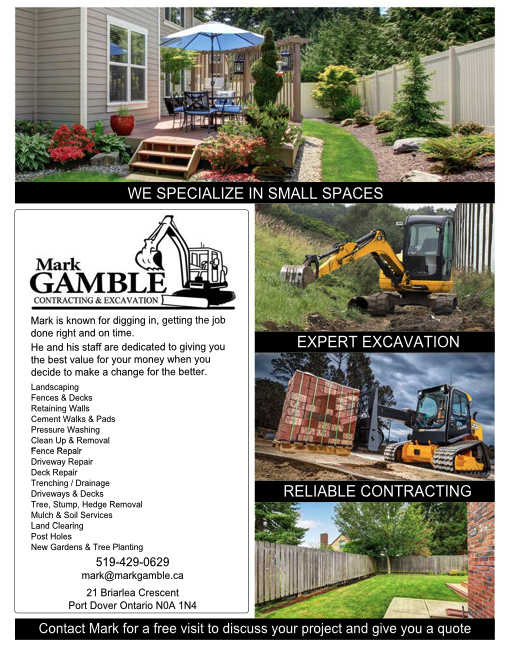 WE SPECIALIZE IN SMALL SPACES
Mark
GAMBLE
CONTRACTING & EXCAVATION
Mark is known for digging in, getting the job
done right and on time.
He and his staff are dedicated to giving you
the best value for your money when you
decide to make a change for the better.
Landscaping
Fences & Decks
Retaining Walls
Cement Walks & Pads
Pressure Washing
Clean Up & Removal
Fence Repair
Driveway Repair
Deck Repair
Trenching / Drainage
Driveways & Decks
Tree, Stump, Hedge Removal
Mulch & Soil Services
Land Clearing
Post Holes
New Gardens & Tree Planting
519-429-0629
mark@markgamble.ca
21 Briarlea Crescent
Port Dover Ontario N0A 1N4
EXPERT EXCAVATION
RELIABLE CONTRACTING
Contact Mark for a free visit to discuss your project and give you a quote